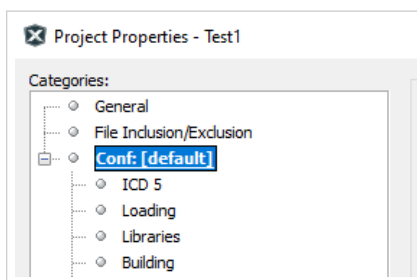 Project Properties - Test1
Categories:
General
File Inclusion/Exclusion
Conf: [default]
ICD 5
Loading
Libraries
Building